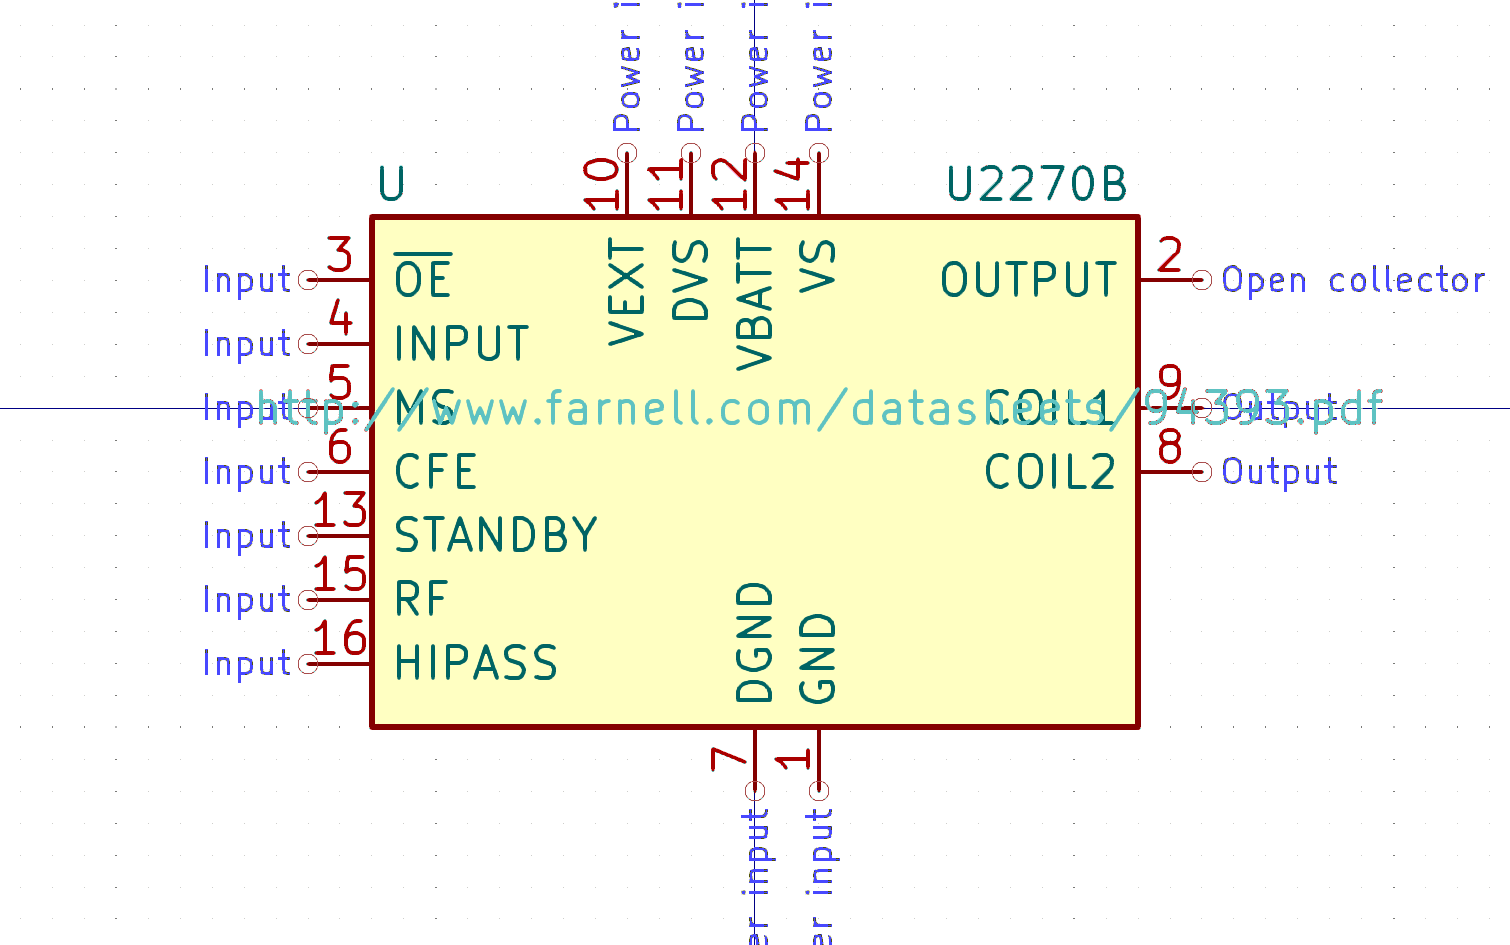 Power i
Power i
Power i
Power i
10
11
12
14
U
U2270B
VEXT
DVS
VBATT
VS
Input 3 OE
OUTPUT 2 Open collector
Input 4 INPUT
Input 5 MS
COIL1 9 Output
http://www.farnell.com/datasheets/94393.pdf
Input 6 CFE
COIL2 8 Output
Input 13 STANDBY
Input 15 RF
Input 16 HIPASS
DGND
GND
7
1
er input
er input